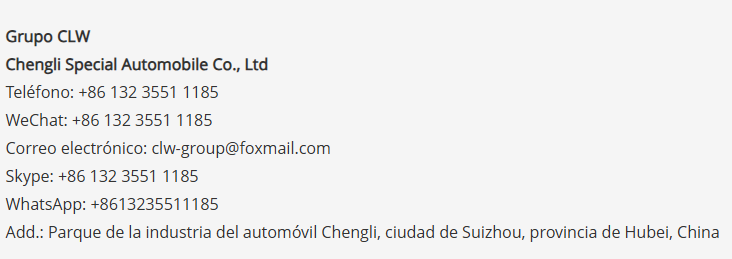 Grupo CLW
Chengli Special Automobile Co., Ltd
Teléfono: +86 132 3551 1185
WeChat: +86 132 3551 1185
Correo electrónico: clw-group@foxmail.com
Skype: +86 132 3551 1185
WhatsApp: +8613235511185
Add.: Parque de la industria del automóvil Chengli, ciudad de Suizhou, provincia de Hubei, China